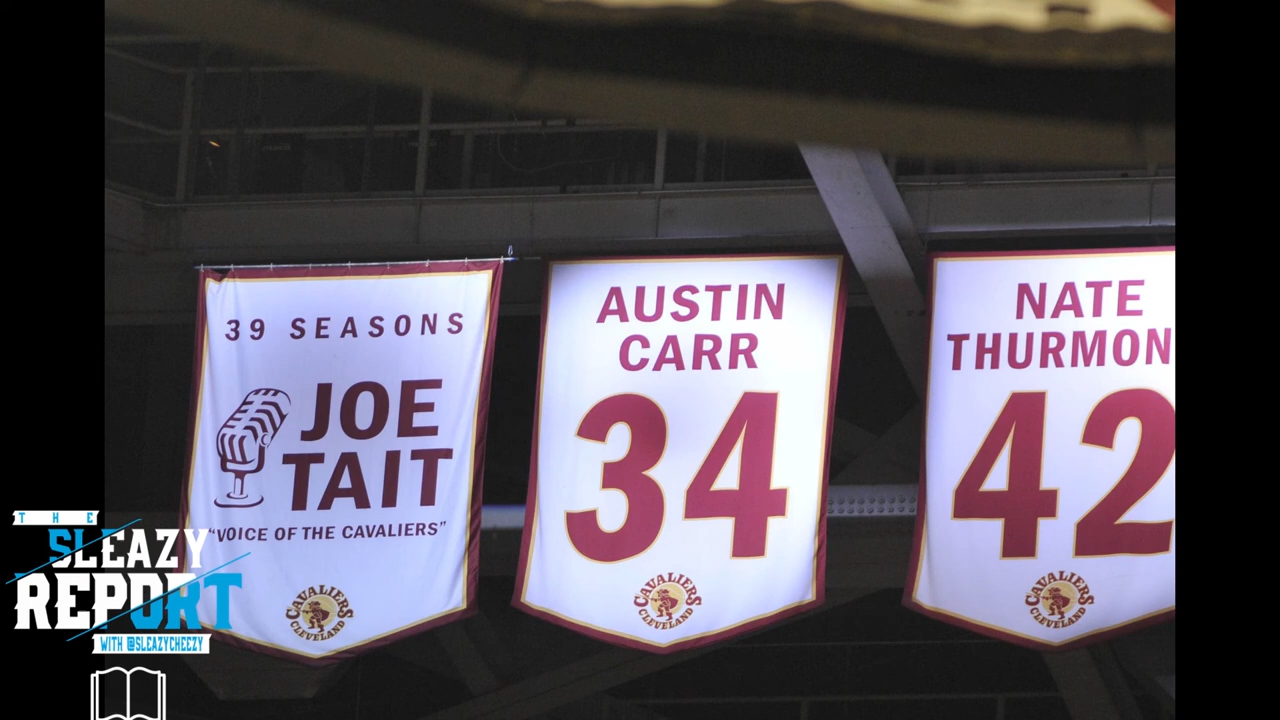 39 SEASONS
JOE
TAIT
"VOICE OF THE CAVALIERS"
CAVALIERS
CLEVELAND
AUSTIN
CARR
34
CAVALIERS
CLEVELAND
NATE
THURMON
42
CAVALIERS
CLEVELAND
THE
SLEAZY
REPORT
WITH @SLEAZYCHEEZY